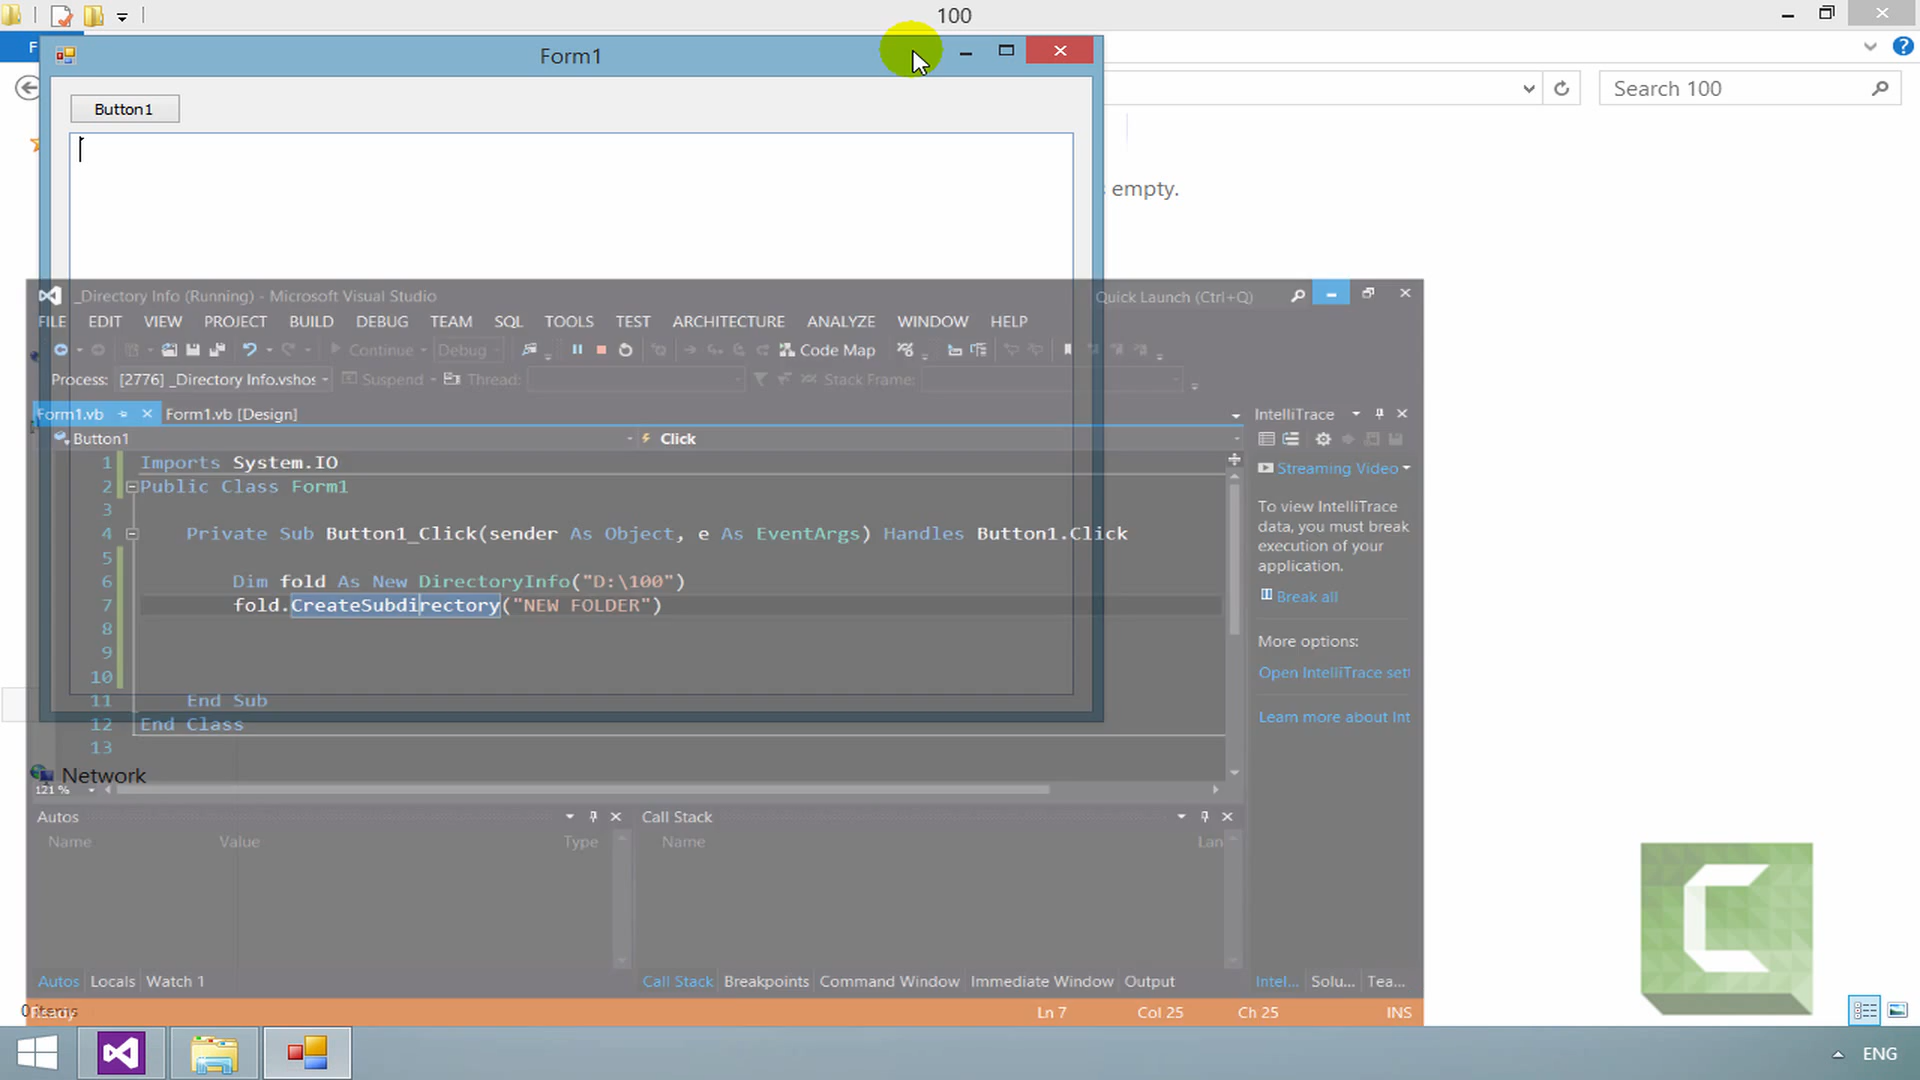 100
F
Form1
Button1
Search 100
empty.
_Directory Info (Running) - Microsoft Visual Studio
Quick Launch (Ctrl+Q)
FILE EDIT VIEW PROJECT BUILD DEBUG TEAM SQL TOOLS TEST ARCHITECTURE ANALYZE WINDOW HELP
Continue Debug Code Map
Process: [2776] _Directory Info.vshos Suspend Thread: Stack Frame:
Form1.vb Form1.vb [Design]
IntelliTrace
Button1 Click
1 Imports System.IO
2 Public Class Form1
3
4 Private Sub Button1_Click(sender As Object, e As EventArgs) Handles Button1.Click
5
6 Dim fold As New DirectoryInfo("D:\100")
7 fold.CreateSubdirectory("NEW FOLDER")
8
9
10
11 End Sub
12 End Class
13
Streaming Video
To view IntelliTrace
data, you must break
execution of your
application.
Break all
More options:
Open IntelliTrace sett
Learn more about Int
Network
121 %
Autos
Name Value Type
Call Stack
Name Lan
Autos Locals Watch 1
Call Stack Breakpoints Command Window Immediate Window Output
Intel... Solu... Tea...
0 items
Ready
Ln 7 Col 25 Ch 25 INS
ENG